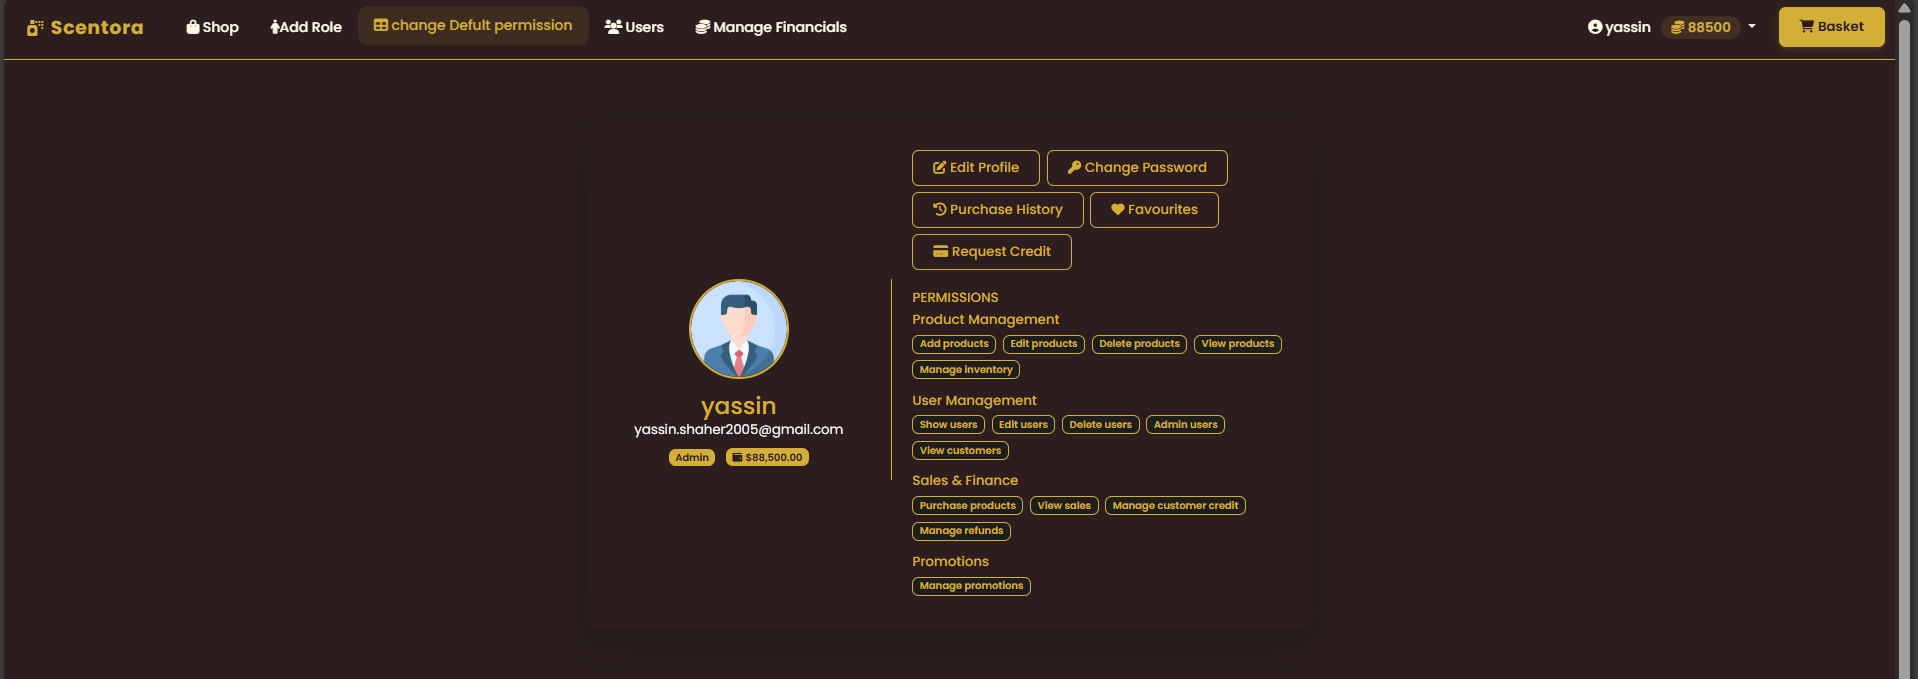 Scentora Shop Add Role change Defult permission Users Manage Financials yassin 88500 Basket
Edit Profile Change Password
Purchase History Favourites
Request Credit
yassin
yassin.shaher2005@gmail.com
Admin $88,500.00
PERMISSIONS
Product Management
Add products Edit products Delete products View products
Manage inventory
User Management
Show users Edit users Delete users Admin users
View customers
Sales & Finance
Purchase products View sales Manage customer credit
Manage refunds
Promotions
Manage promotions